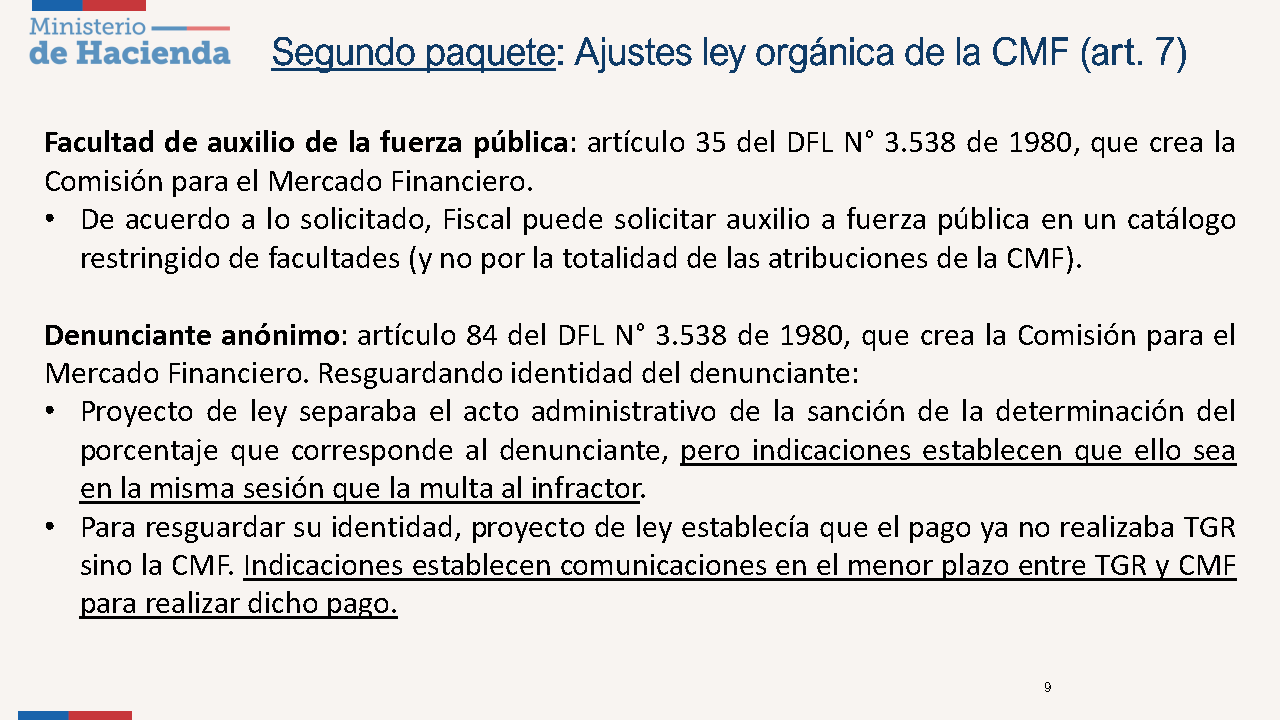 Ministerio
de Hacienda
Segundo paquete: Ajustes ley orgánica de la CMF (art. 7)
Facultad de auxilio de la fuerza pública: artículo 35 del DFL N° 3.538 de 1980, que crea la
Comisión para el Mercado Financiero.
• De acuerdo a lo solicitado, Fiscal puede solicitar auxilio a fuerza pública en un catálogo
restringido de facultades (y no por la totalidad de las atribuciones de la CMF).
Denunciante anónimo: artículo 84 del DFL N° 3.538 de 1980, que crea la Comisión para el
Mercado Financiero. Resguardando identidad del denunciante:
• Proyecto de ley separaba el acto administrativo de la sanción de la determinación del
porcentaje que corresponde al denunciante, pero indicaciones establecen que ello sea
en la misma sesión que la multa al infractor.
• Para resguardar su identidad, proyecto de ley establecía que el pago ya no realizaba TGR
sino la CMF. Indicaciones establecen comunicaciones en el menor plazo entre TGR y CMF
para realizar dicho pago.
9